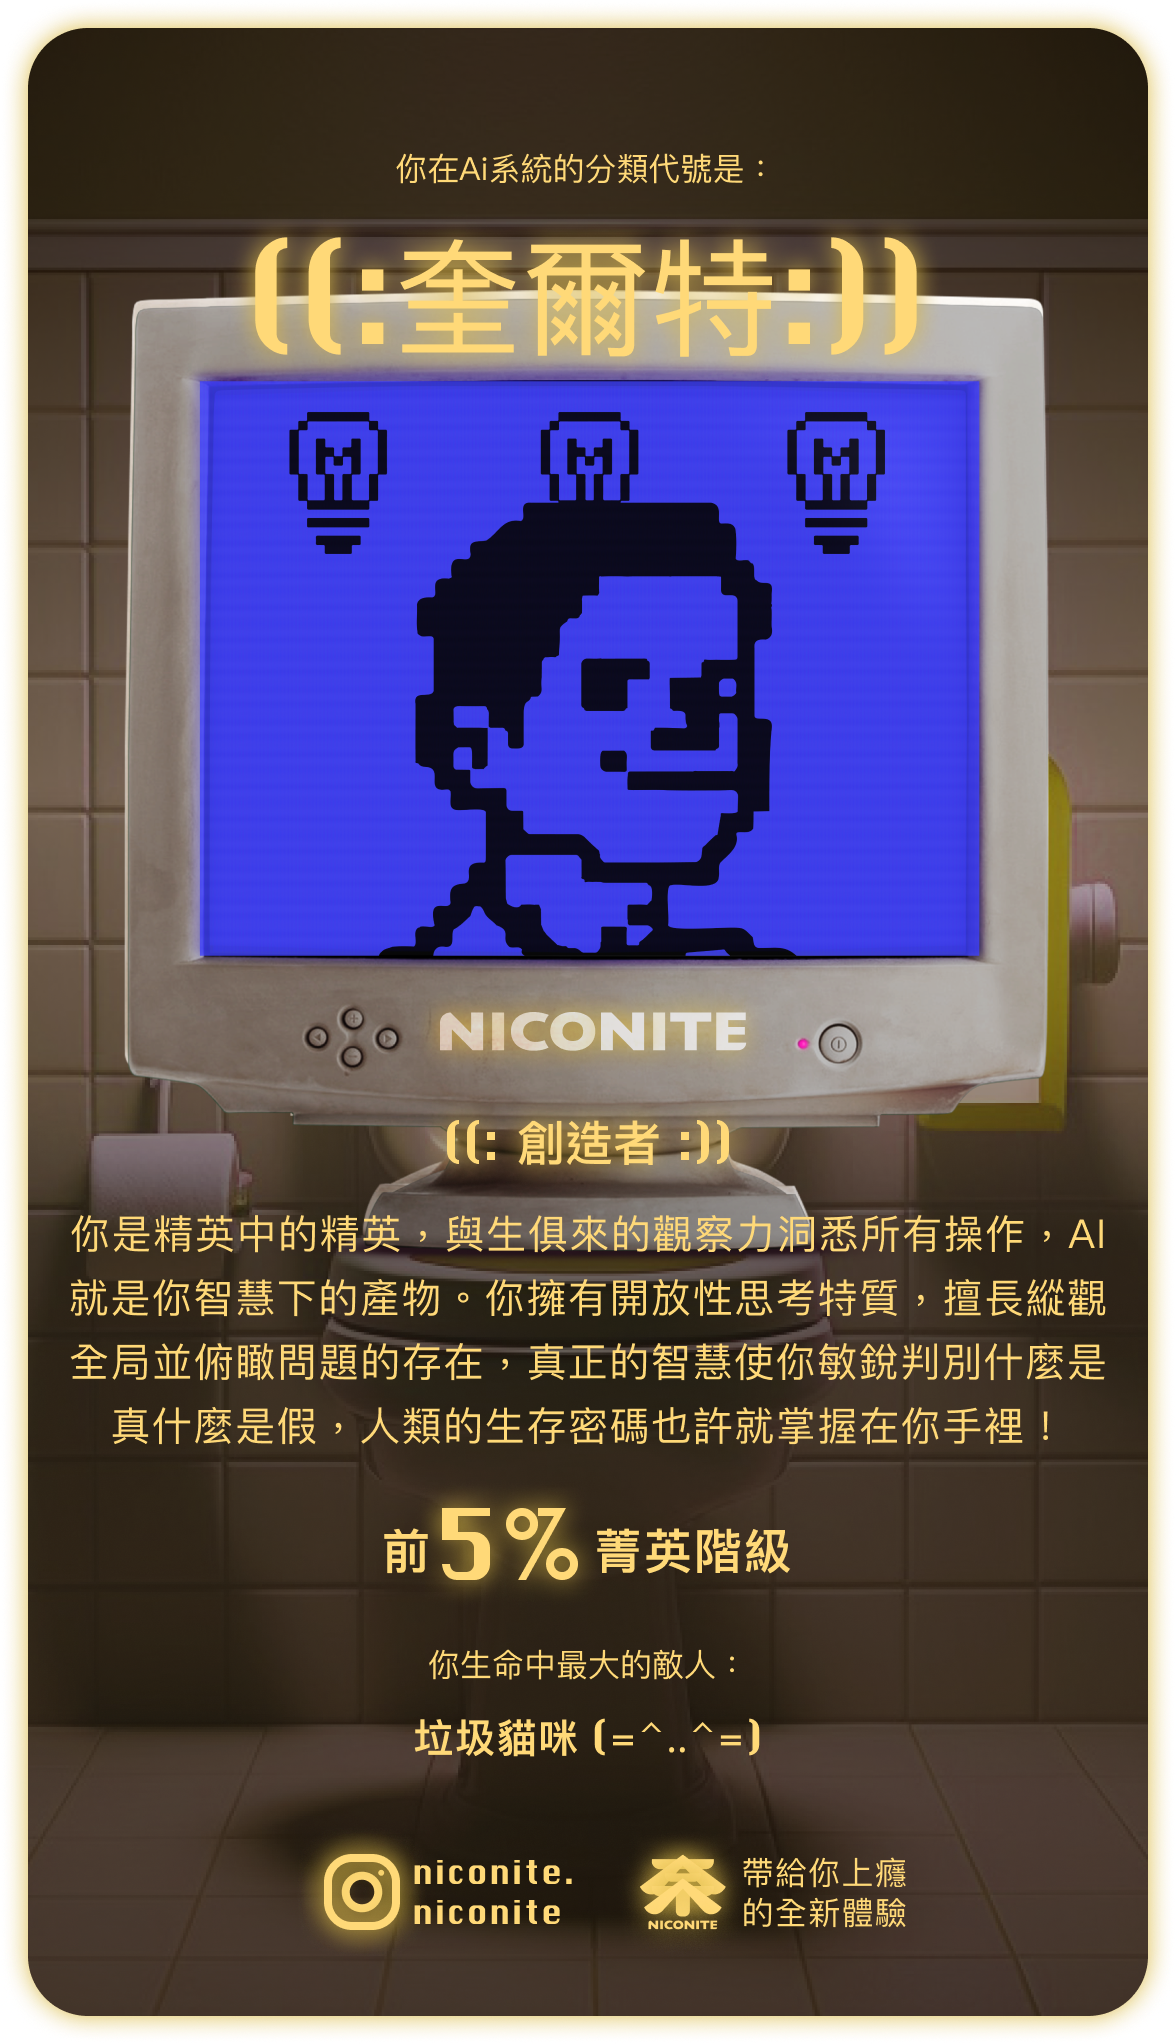 你在Ai系統的分類代號是：
((:奎爾特:))
NICONITE
((: 創造者 :))
你是精英中的精英，與生俱來的觀察力洞悉所有操作，AI
就是你智慧下的產物。你擁有開放性思考特質，擅長縱觀
全局並俯瞰問題的存在，真正的智慧使你敏銳判別什麼是
真什麼是假，人類的生存密碼也許就掌握在你手裡！
前5% 菁英階級
你生命中最大的敵人：
垃圾貓咪 (=^..^=)
niconite.
niconite
NICONITE
帶給你上癮
的全新體驗